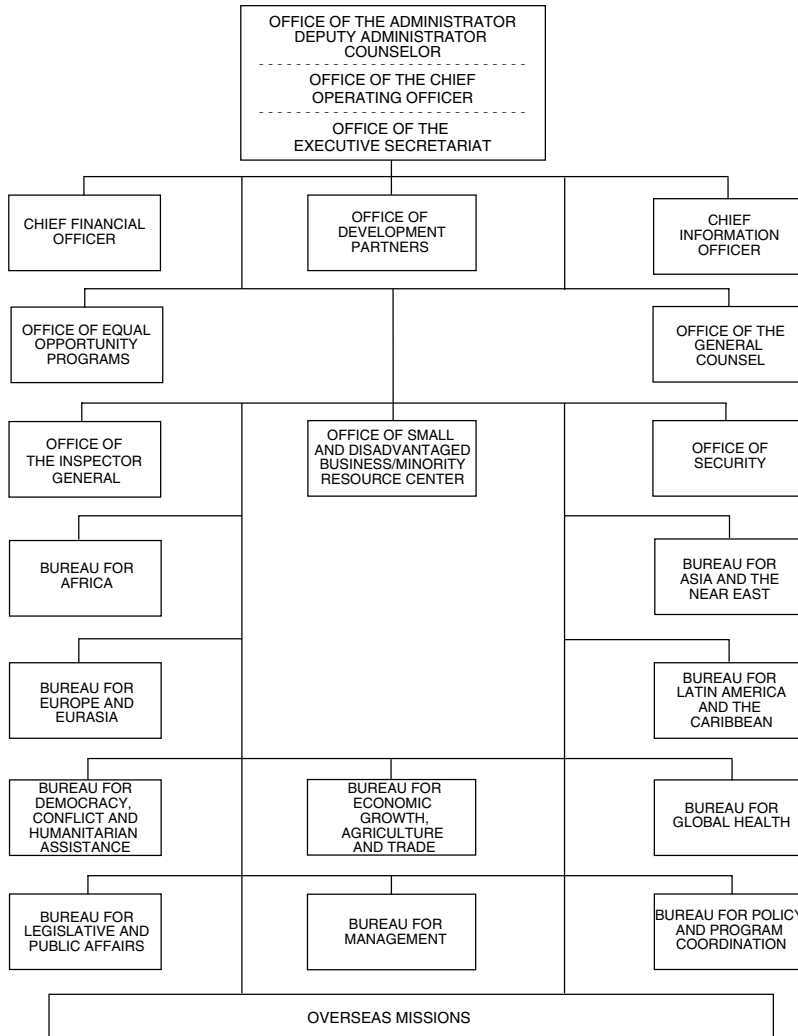 OFFICE OF THE ADMINISTRATOR
DEPUTY ADMINISTRATOR
COUNSELOR
OFFICE OF THE CHIEF
OPERATING OFFICER
OFFICE OF THE
EXECUTIVE SECRETARIAT
CHIEF FINANCIAL
OFFICER
OFFICE OF
DEVELOPMENT
PARTNERS
CHIEF
INFORMATION
OFFICER
OFFICE OF EQUAL
OPPORTUNITY
PROGRAMS
OFFICE OF THE
GENERAL
COUNSEL
OFFICE OF
THE INSPECTOR
GENERAL
OFFICE OF SMALL
AND DISADVANTAGED
BUSINESS/MINORITY
RESOURCE CENTER
OFFICE OF
SECURITY
BUREAU FOR
AFRICA
BUREAU FOR
ASIA AND THE
NEAR EAST
BUREAU FOR
EUROPE AND
EURASIA
BUREAU FOR
LATIN AMERICA
AND THE
CARIBBEAN
BUREAU FOR
DEMOCRACY,
CONFLICT AND
HUMANITARIAN
ASSISTANCE
BUREAU FOR
ECONOMIC
GROWTH,
AGRICULTURE
AND TRADE
BUREAU FOR
GLOBAL HEALTH
BUREAU FOR
LEGISLATIVE AND
PUBLIC AFFAIRS
BUREAU FOR
MANAGEMENT
BUREAU FOR POLICY
AND PROGRAM
COORDINATION
OVERSEAS MISSIONS